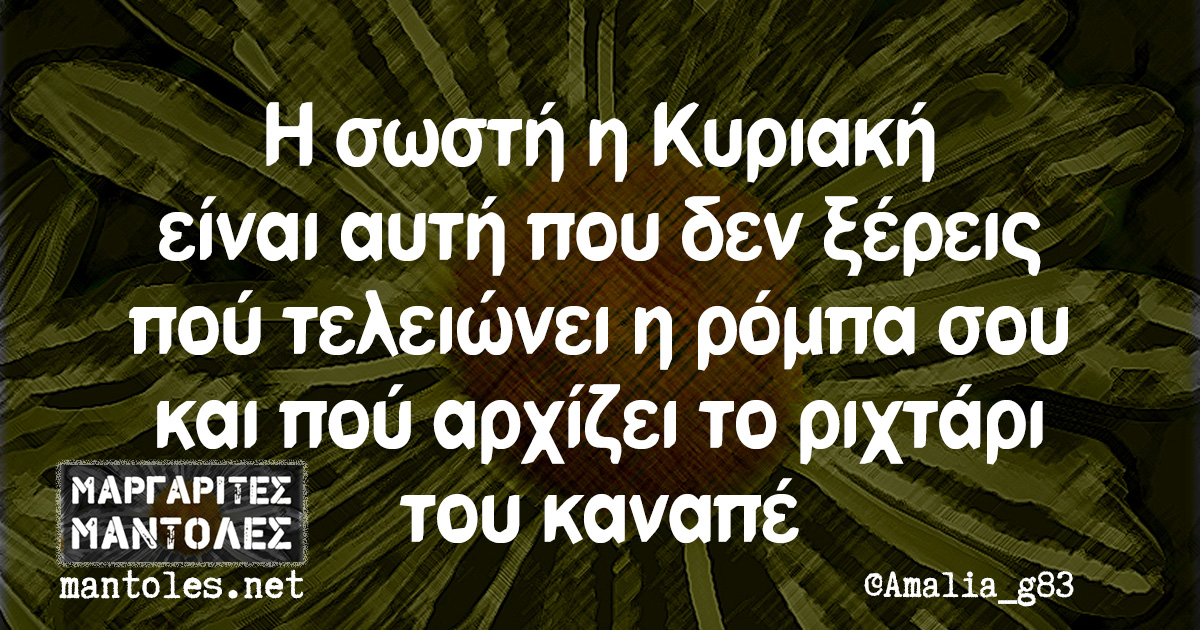 Η σωστή η Κυριακή
είναι αυτή που δεν ξέρεις
πού τελειώνει η ρόμπα σου
και πού αρχίζει το ριχτάρι
του καναπέ
ΜΑΡΓΑΡΙΤΕΣ
ΜΑΝΤΟΛΕΣ
mantoles.net
©Amalia_g83